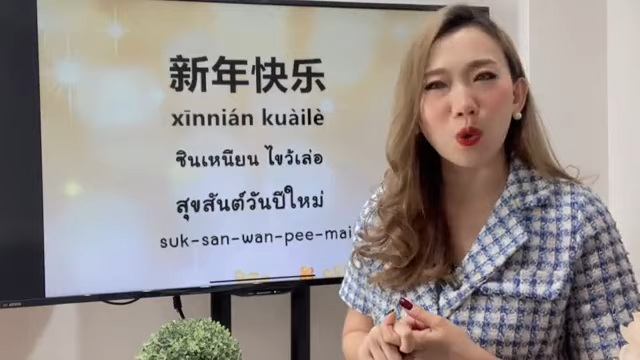 新年快乐
xīnnián kuàilè
ซินเหนียน ไขว้เล่อ
สุขสันต์วันปีใหม่
suk-san-wan-pee-mai